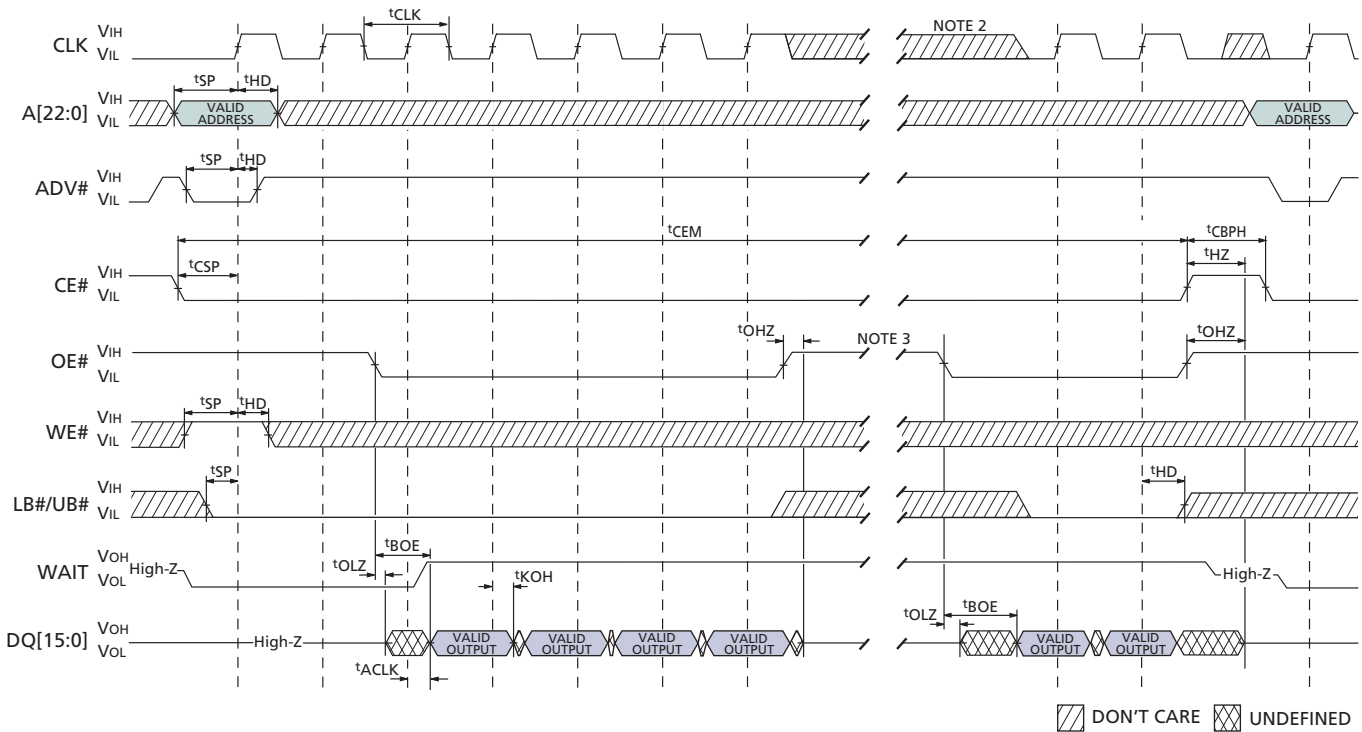 tCLK
NOTE 2
CLK VIH
VIL
tSP tHD
A[22:0] VIH
VIL
VALID ADDRESS
VALID ADDRESS
tSP tHD
ADV# VIH
VIL
tCEM
tCBPH
tCSP
tHZ
CE# VIH
VIL
tOHZ
NOTE 3
tOHZ
OE# VIH
VIL
tSP tHD
WE# VIH
VIL
tSP
tHD
LB#/UB# VIH
VIL
tBOE
WAIT VOH
VOL
High-Z
tOLZ
tKOH
High-Z
tOLZ
tBOE
DQ[15:0] VOH
VOL
High-Z
VALID OUTPUT
VALID OUTPUT
VALID OUTPUT
VALID OUTPUT
VALID OUTPUT
VALID OUTPUT
tACLK
DON'T CARE
UNDEFINED